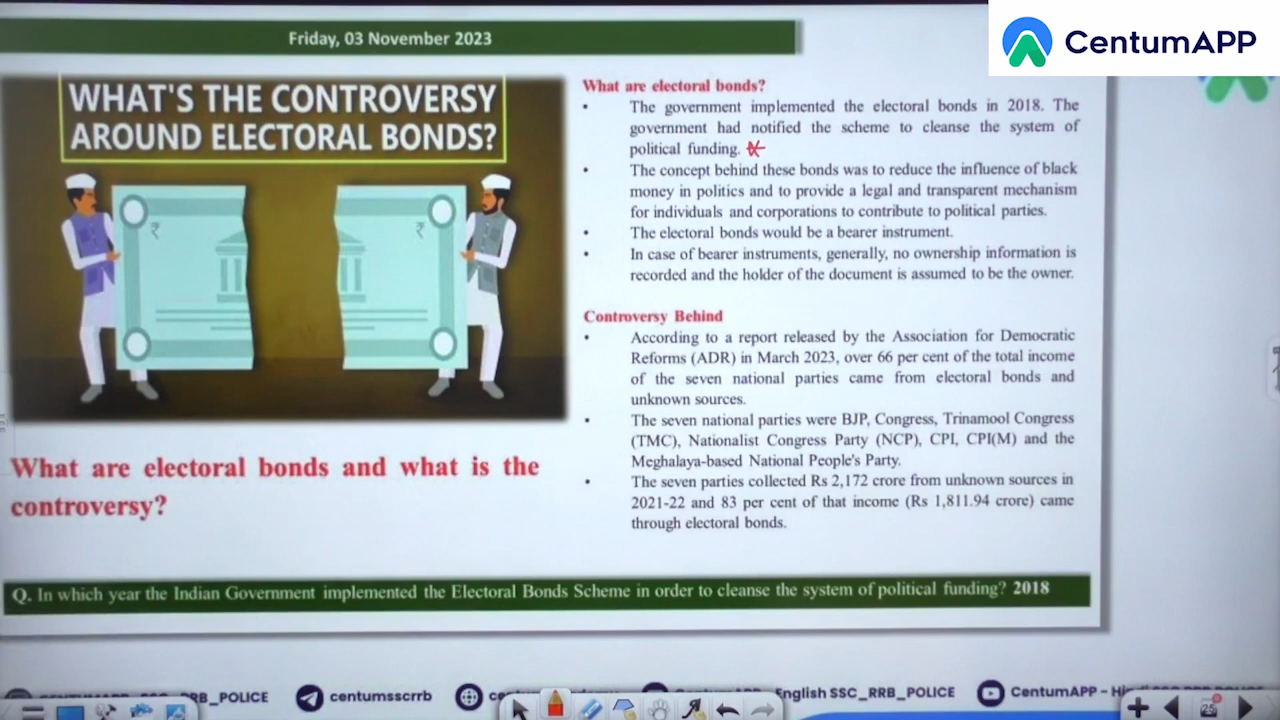 Friday, 03 November 2023
CentumAPP
WHAT'S THE CONTROVERSY
AROUND ELECTORAL BONDS?
₹
₹
What are electoral bonds and what is the
controversy?
What are electoral bonds?
• The government implemented the electoral bonds in 2018. The
government had notified the scheme to cleanse the system of
political funding.
• The concept behind these bonds was to reduce the influence of black
money in politics and to provide a legal and transparent mechanism
for individuals and corporations to contribute to political parties.
• The electoral bonds would be a bearer instrument.
• In case of bearer instruments, generally, no ownership information is
recorded and the holder of the document is assumed to be the owner.
Controversy Behind
• According to a report released by the Association for Democratic
Reforms (ADR) in March 2023, over 66 per cent of the total income
of the seven national parties came from electoral bonds and
unknown sources.
• The seven national parties were BJP, Congress, Trinamool Congress
(TMC), Nationalist Congress Party (NCP), CPI, CPI(M) and the
Meghalaya-based National People's Party.
• The seven parties collected Rs 2,172 crore from unknown sources in
2021-22 and 83 per cent of that income (Rs 1,811.94 crore) came
through electoral bonds.
Q. In which year the Indian Government implemented the Electoral Bonds Scheme in order to cleanse the system of political funding? 2018
RRB_POLICE
centumsscrrb
English SSC_RRB_POLICE
CentumAPP -
25